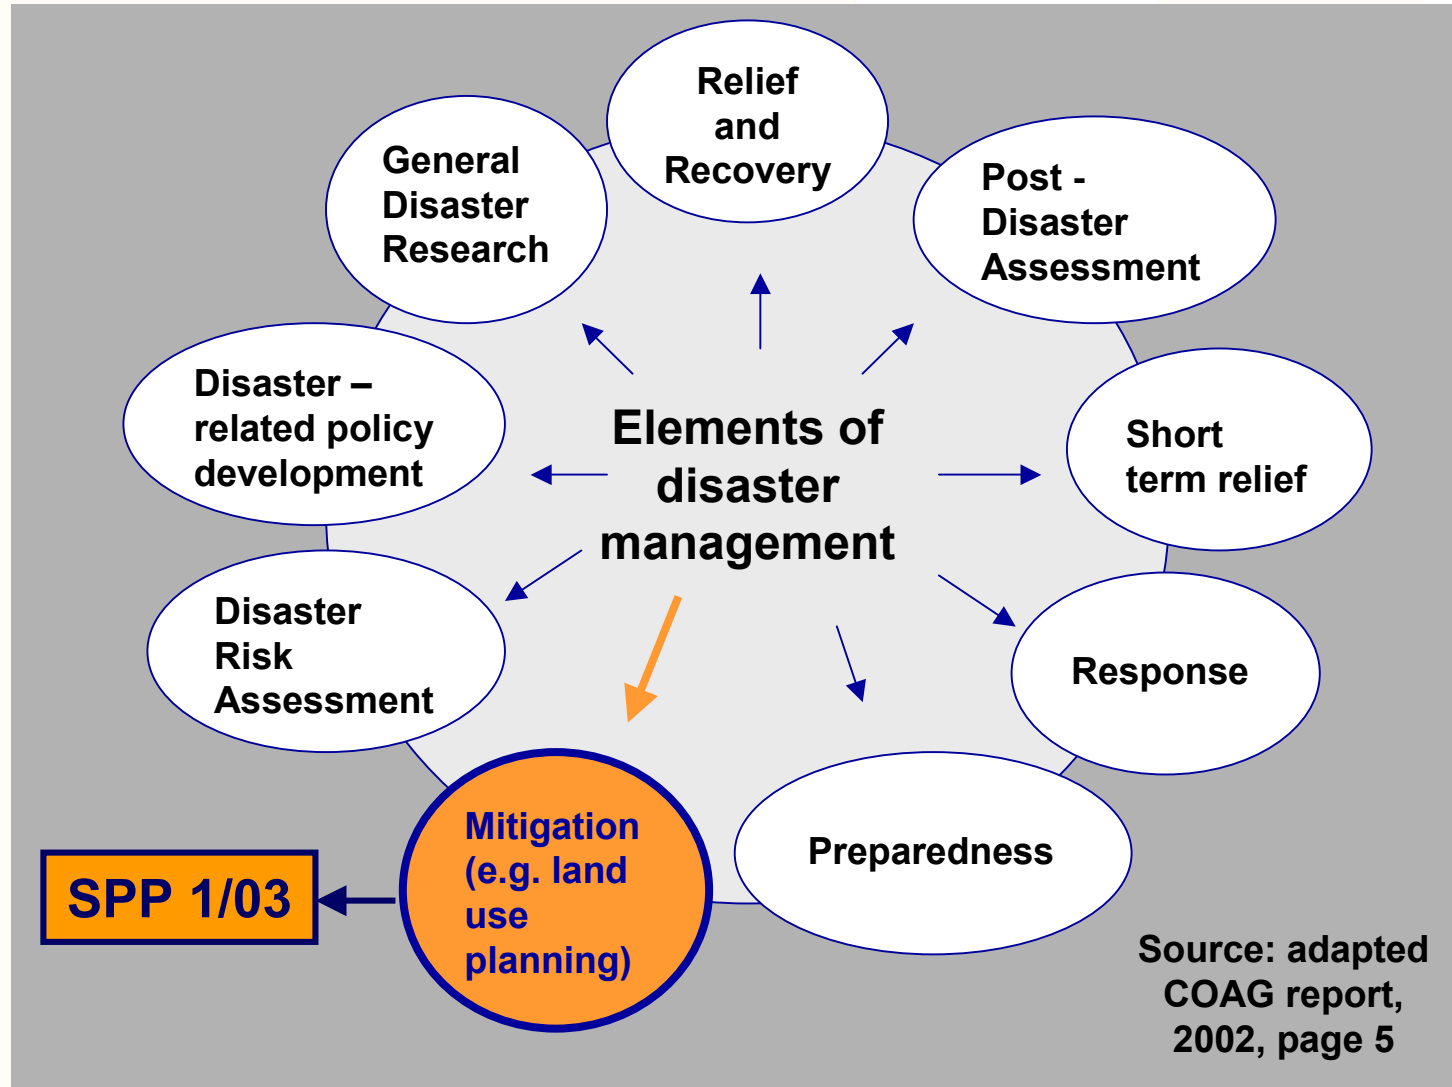 Relief
and
Recovery
General
Disaster
Research
Post -
Disaster
Assessment
Disaster –
related policy
development
Elements of
disaster
management
Short
term relief
Disaster
Risk
Assessment
Response
Mitigation
(e.g. land
use
planning)
Preparedness
SPP 1/03
Source: adapted
COAG report,
2002, page 5